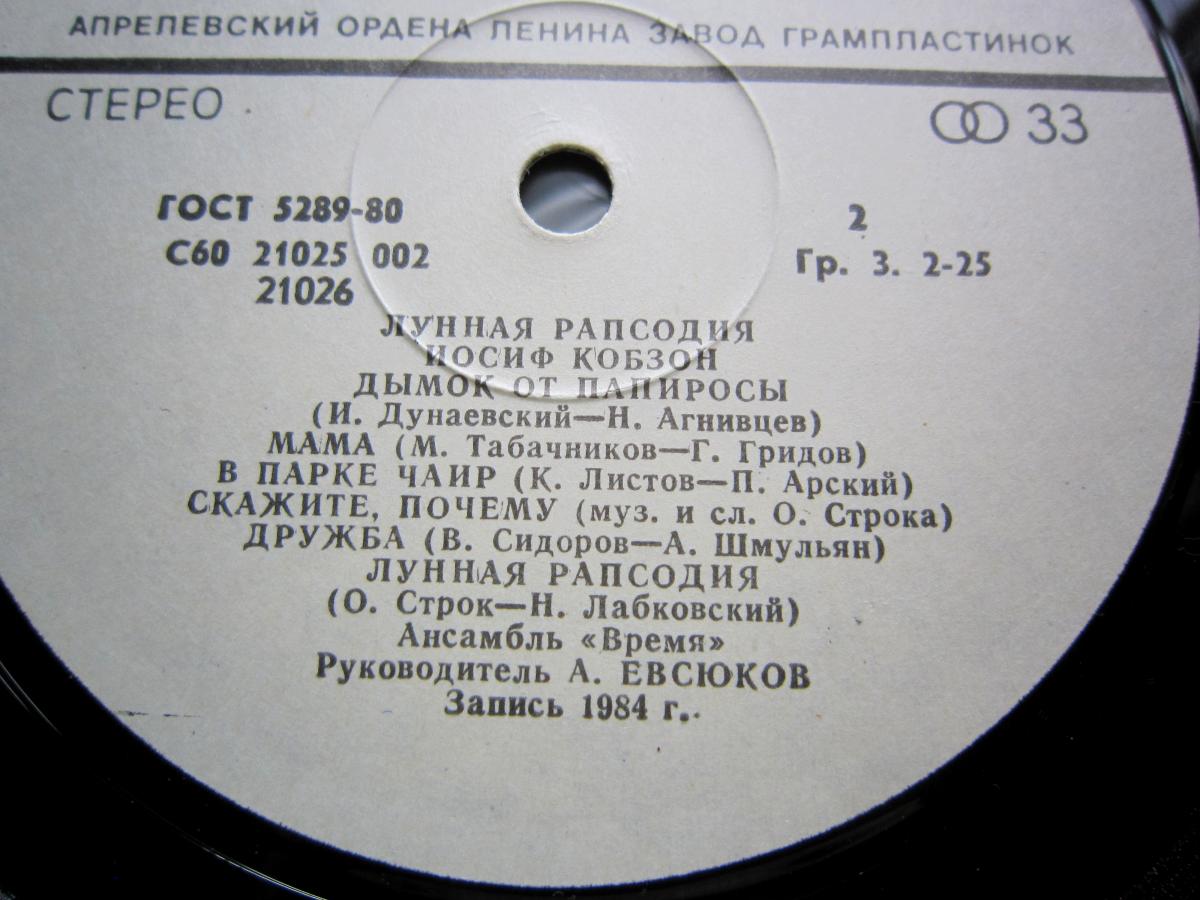 АПРЕЛЕВСКИЙ ОРДЕНА ЛЕНИНА ЗАВОД ГРАМПЛАСТИНОК
СТЕРЕО
33
ГОСТ 5289-80
2
С60 21025 002
Гр. 3. 2-25
21026
ЛУННАЯ РАПСОДИЯ
ИОСИФ КОБЗОН
ДЫМОК ОТ ПАПИРОСЫ
(И. Дунаевский—Н. Агнивцев)
МАМА (М. Табачников—Г. Гридов)
В ПАРКЕ ЧАИР (К. Листов—П. Арский)
СКАЖИТЕ, ПОЧЕМУ (муз. и сл. О. Строка)
ДРУЖБА (В. Сидоров—А. Шмульян)
ЛУННАЯ РАПСОДИЯ
(О. Строк—Н. Лабковский)
Ансамбль «Время»
Руководитель А. ЕВСЮКОВ
Запись 1984 г.